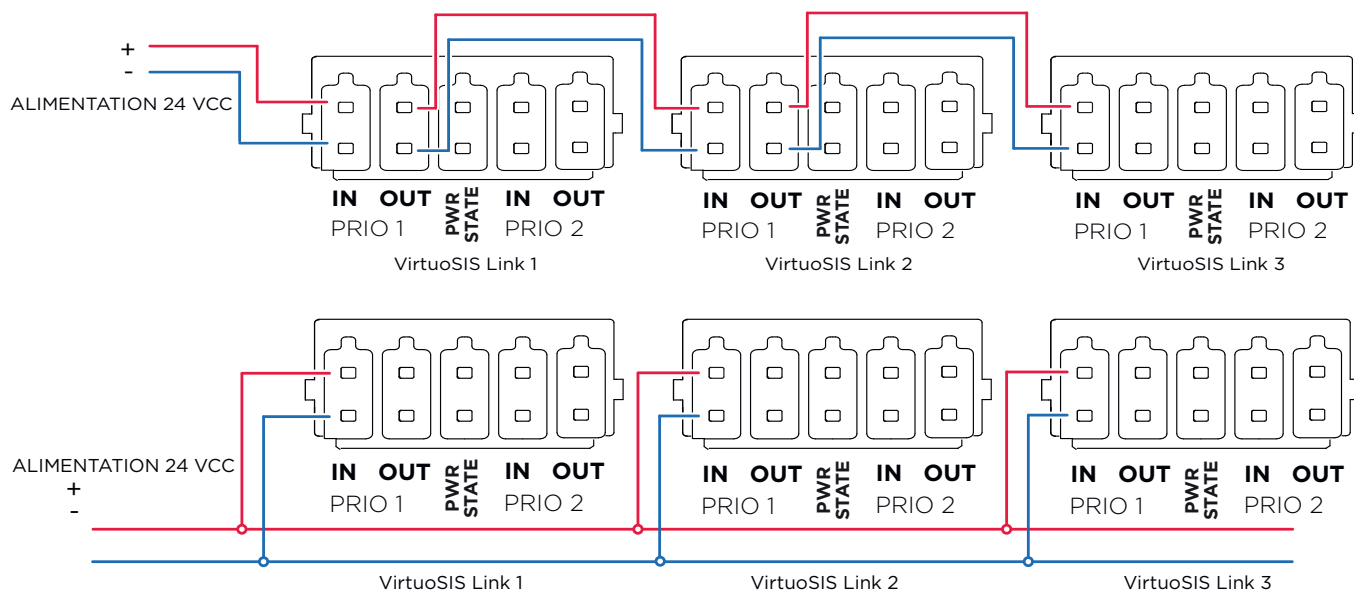 +
-
ALIMENTATION 24 VCC
IN OUT PWR STATE IN OUT
PRIO 1 PRIO 2
VirtuoSIS Link 1
IN OUT PWR STATE IN OUT
PRIO 1 PRIO 2
VirtuoSIS Link 2
IN OUT PWR STATE IN OUT
PRIO 1 PRIO 2
VirtuoSIS Link 3
ALIMENTATION 24 VCC
+
-
IN OUT PWR STATE IN OUT
PRIO 1 PRIO 2
VirtuoSIS Link 1
IN OUT PWR STATE IN OUT
PRIO 1 PRIO 2
VirtuoSIS Link 2
IN OUT PWR STATE IN OUT
PRIO 1 PRIO 2
VirtuoSIS Link 3